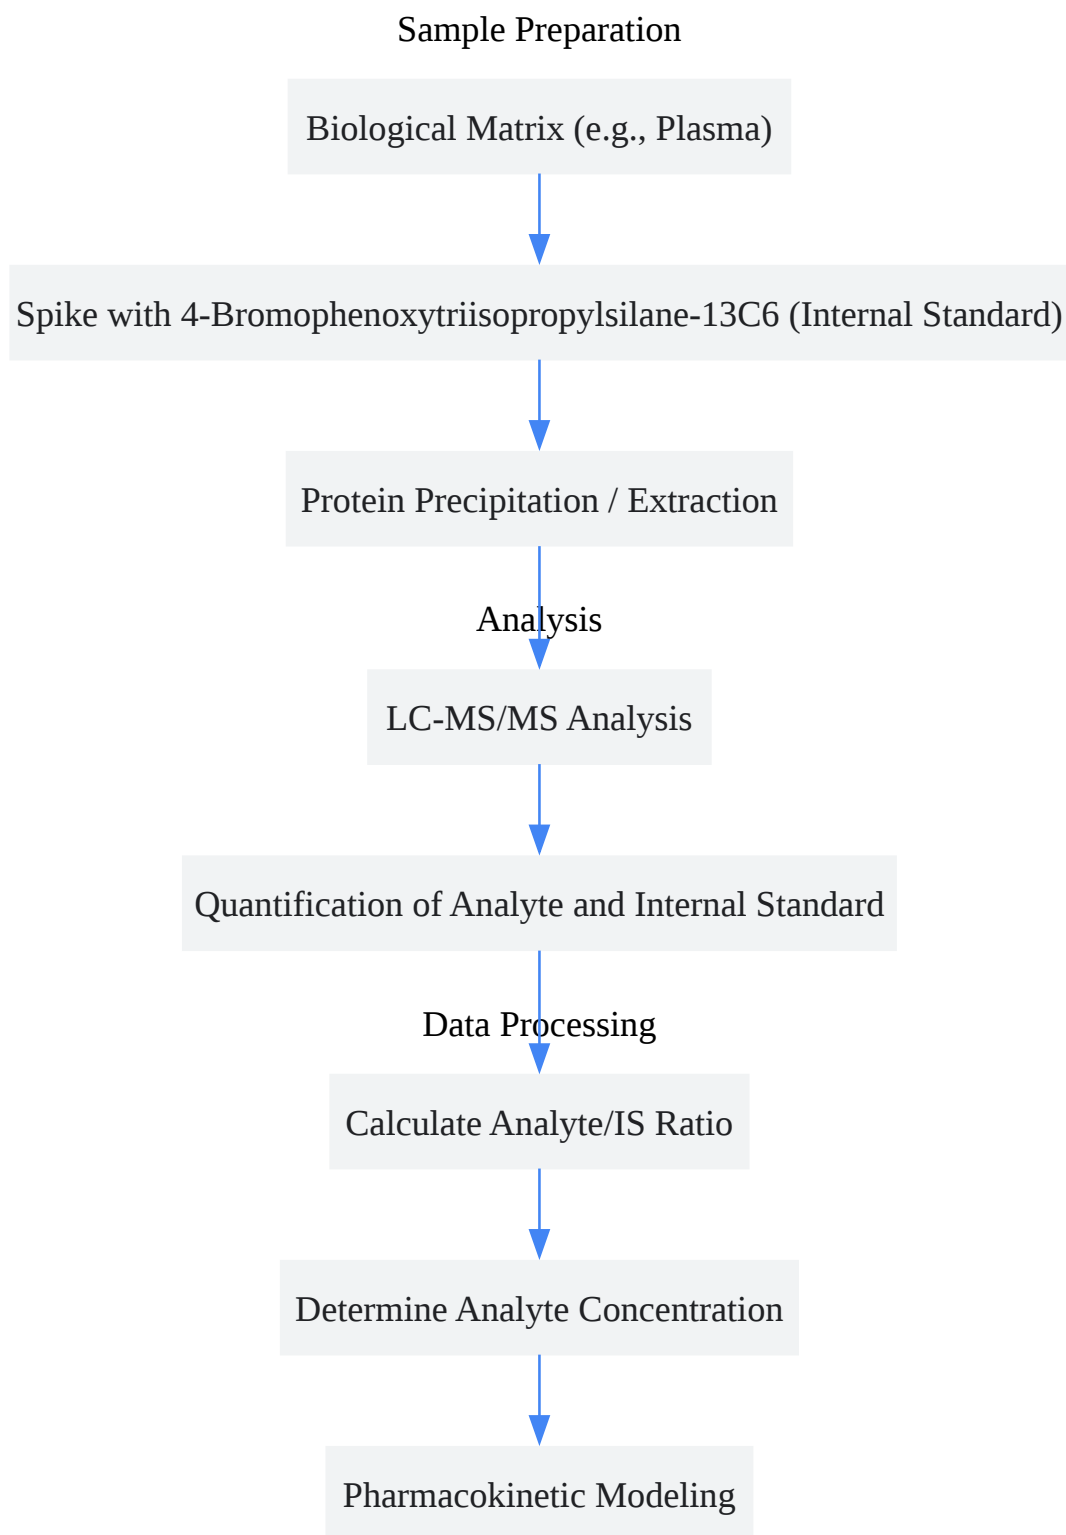 Sample Preparation
Biological Matrix (e.g., Plasma)
Spike with 4-Bromophenoxytriisopropylsilane-13C6 (Internal Standard)
Protein Precipitation / Extraction
Analysis
LC-MS/MS Analysis
Quantification of Analyte and Internal Standard
Data Processing
Calculate Analyte/IS Ratio
Determine Analyte Concentration
Pharmacokinetic Modeling